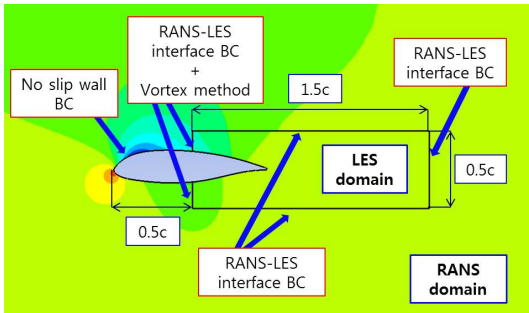 RANS-LES
interface BC
+
Vortex method
RANS-LES
interface BC
No slip wall
BC
1.5c
LES
domain
0.5c
0.5c
RANS-LES
interface BC
RANS
domain